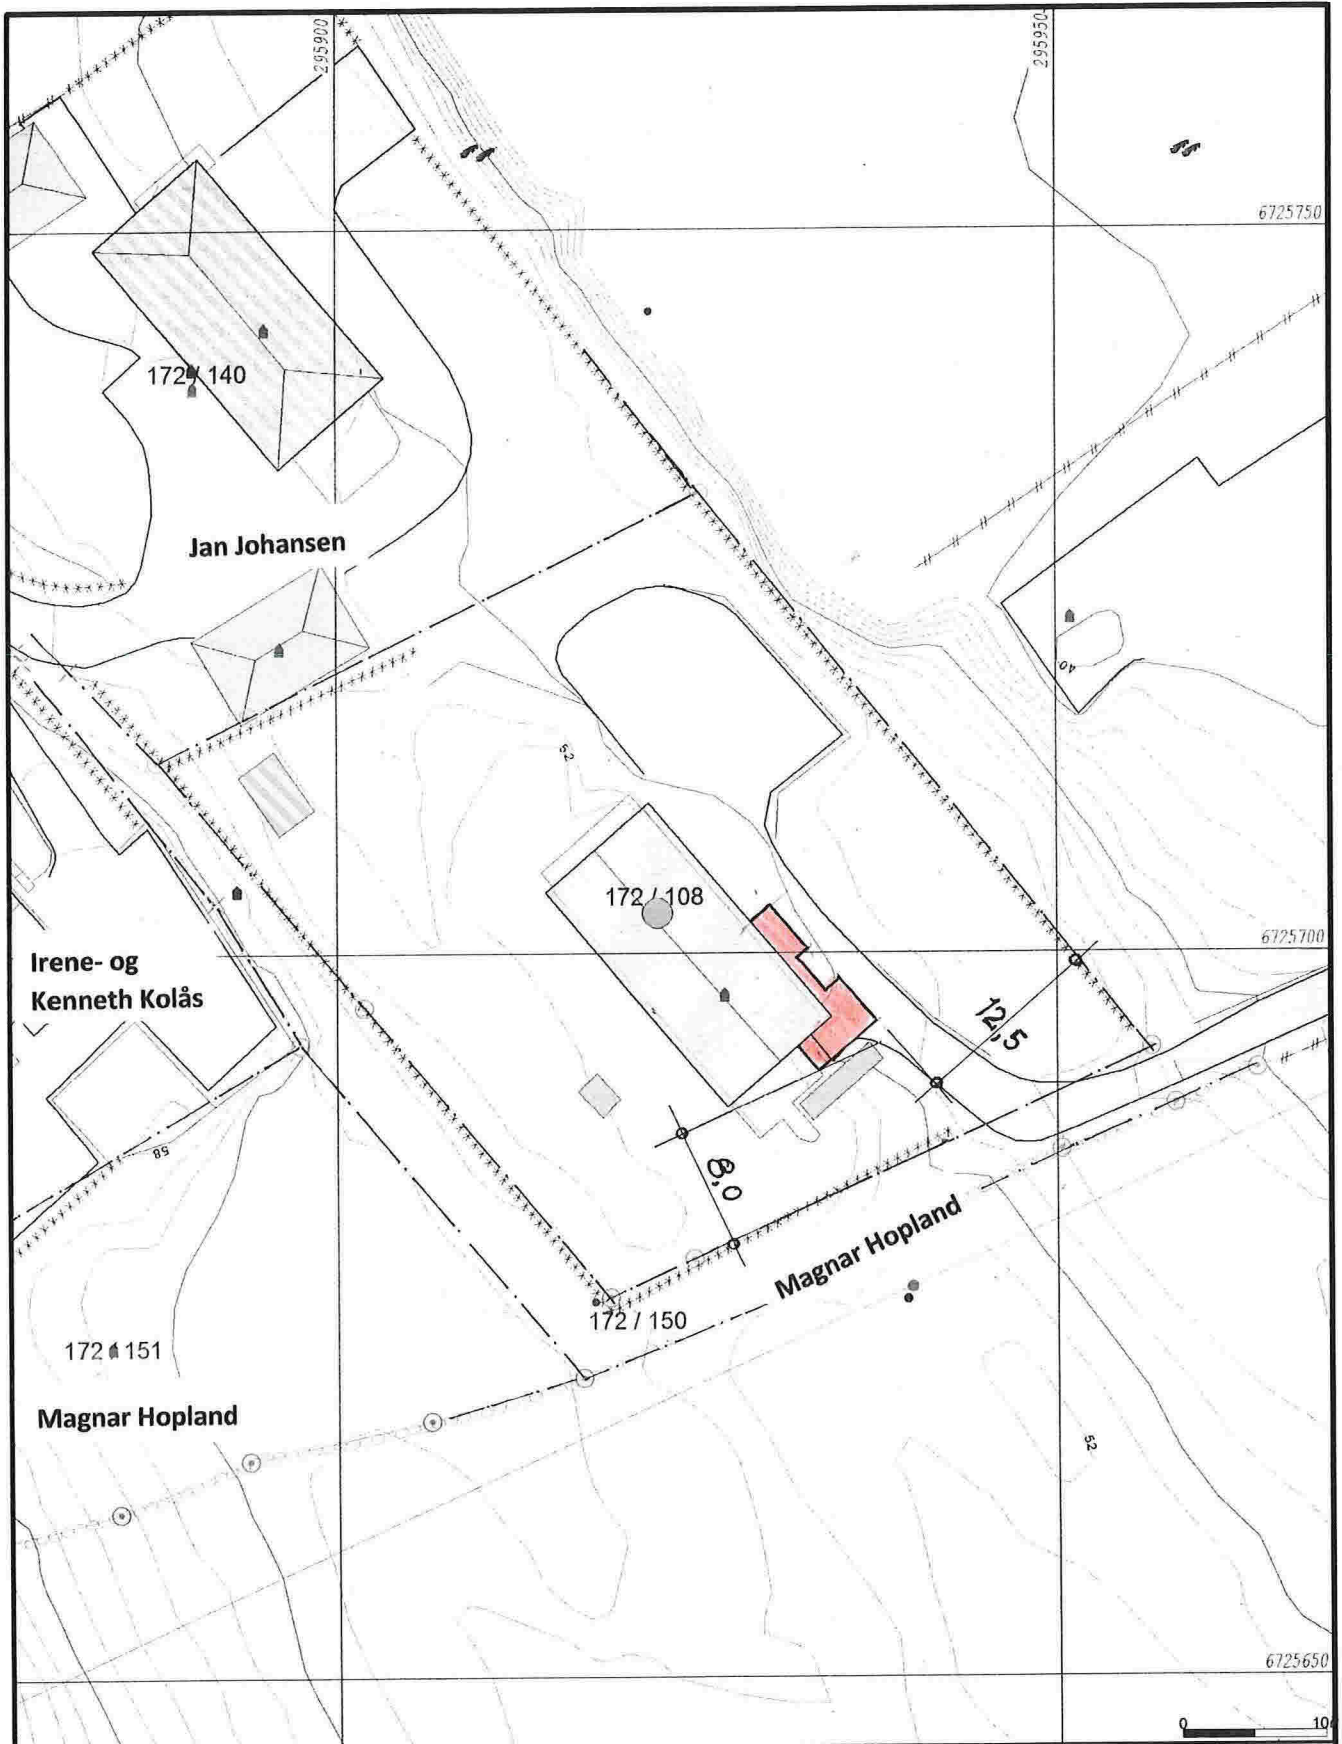 295900
295950
6725750
172 / 140
Jan Johansen
40
52
172 / 108
6725700
Irene- og
Kenneth Kolås
12,5
58
8,0
Magnar Hopland
172 / 150
172 151
Magnar Hopland
52
6725650
0 10